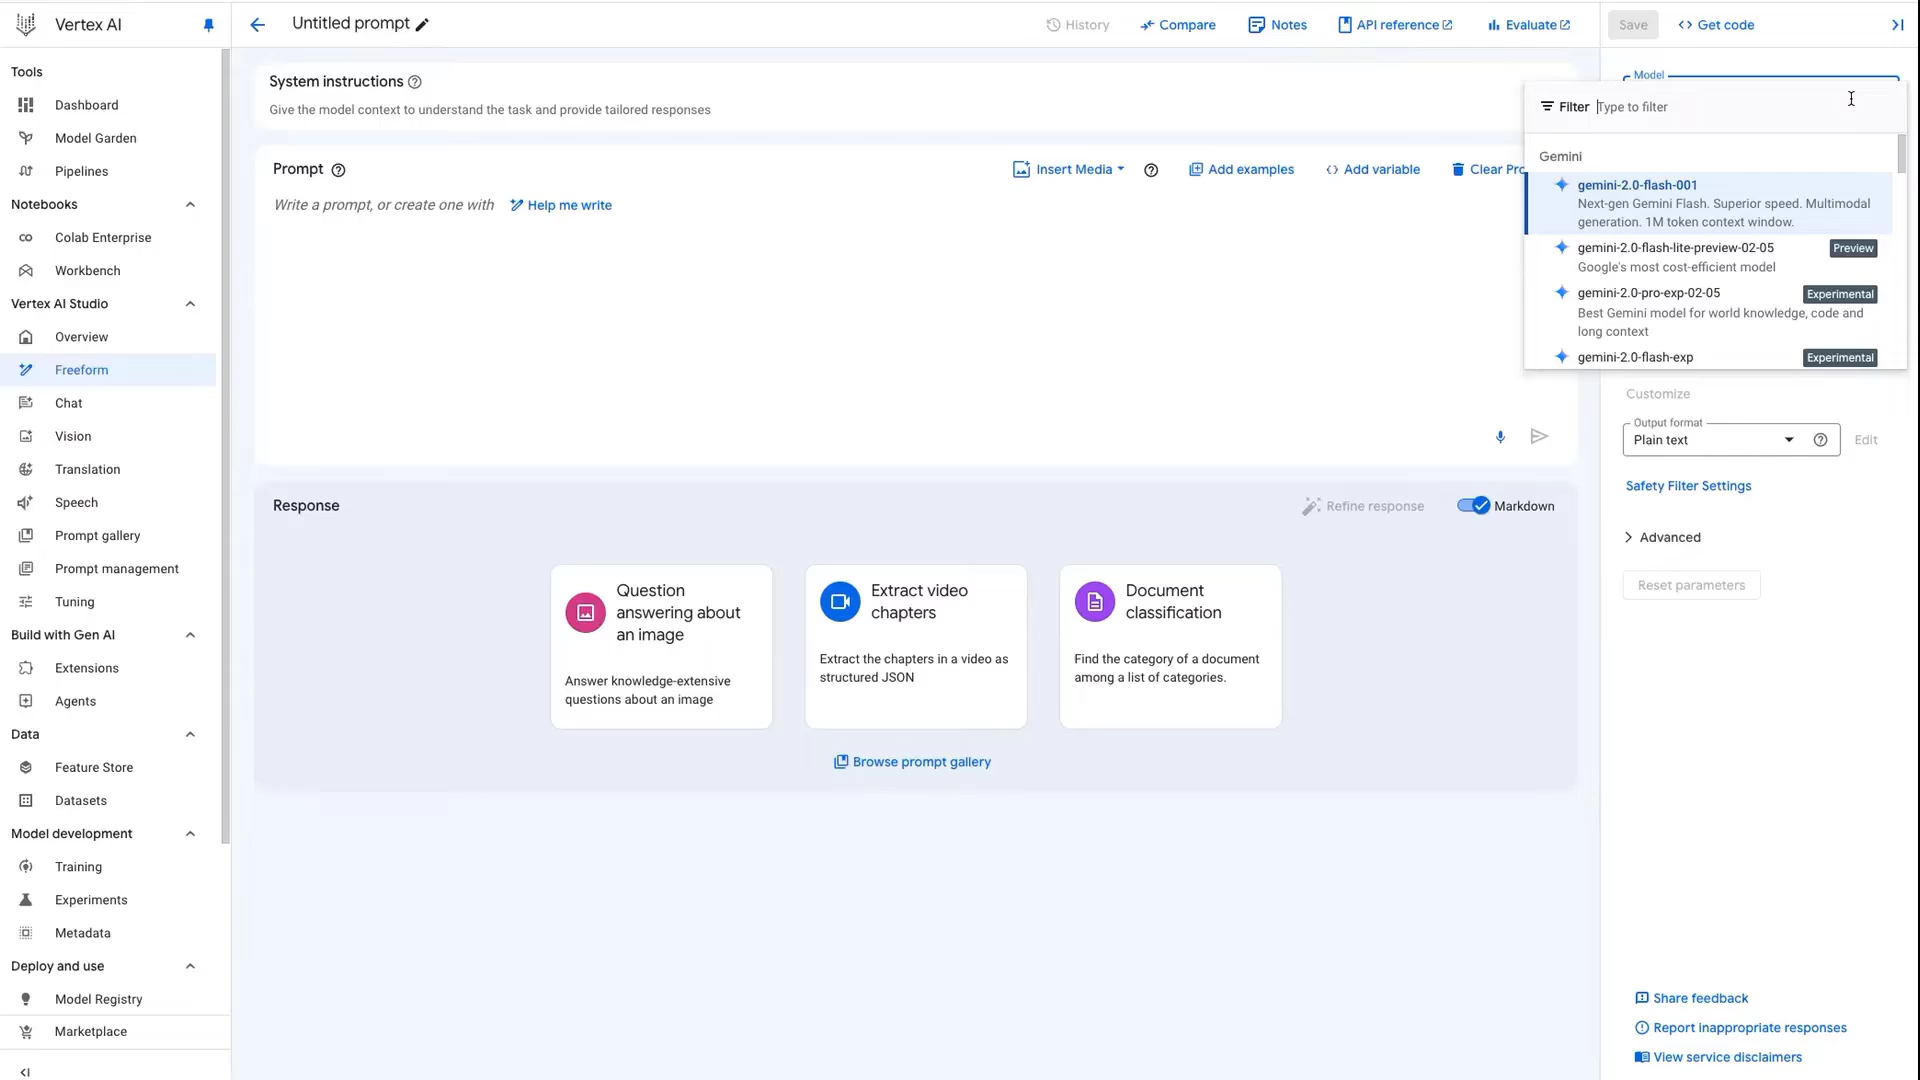 Vertex AI
Untitled prompt
History
Compare
Notes
API reference
Evaluate
Save
Get code
Tools
Dashboard
Model Garden
Pipelines
Notebooks
Colab Enterprise
Workbench
Vertex AI Studio
Overview
Freeform
Chat
Vision
Translation
Speech
Prompt gallery
Prompt management
Tuning
Build with Gen AI
Extensions
Agents
Data
Feature Store
Datasets
Model development
Training
Experiments
Metadata
Deploy and use
Model Registry
Marketplace
System instructions
Give the model context to understand the task and provide tailored responses
Prompt
Insert Media
Add examples
Add variable
Clear Pro
Write a prompt, or create one with
Help me write
Response
Refine response
Markdown
Question
answering about
an image
Answer knowledge-extensive
questions about an image
Extract video
chapters
Extract the chapters in a video as
structured JSON
Document
classification
Find the category of a document
among a list of categories.
Browse prompt gallery
Model
Filter Type to filter
Gemini
gemini-2.0-flash-001
Next-gen Gemini Flash. Superior speed. Multimodal
generation. 1M token context window.
gemini-2.0-flash-lite-preview-02-05 Preview
Google's most cost-efficient model
gemini-2.0-pro-exp-02-05 Experimental
Best Gemini model for world knowledge, code and
long context
gemini-2.0-flash-exp Experimental
Customize
Output format
Plain text
Edit
Safety Filter Settings
Advanced
Reset parameters
Share feedback
Report inappropriate responses
View service disclaimers